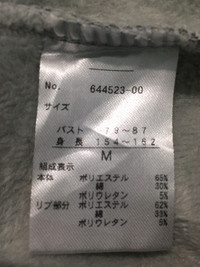 No. 644523-00
サイズ
バスト 79~87
身長 154~162
M
組成表示
本体 ポリエステル 65%
綿 30%
ポリウレタン 5%
リブ部分 ポリエステル 62%
綿 33%
ポリウレタン 5%